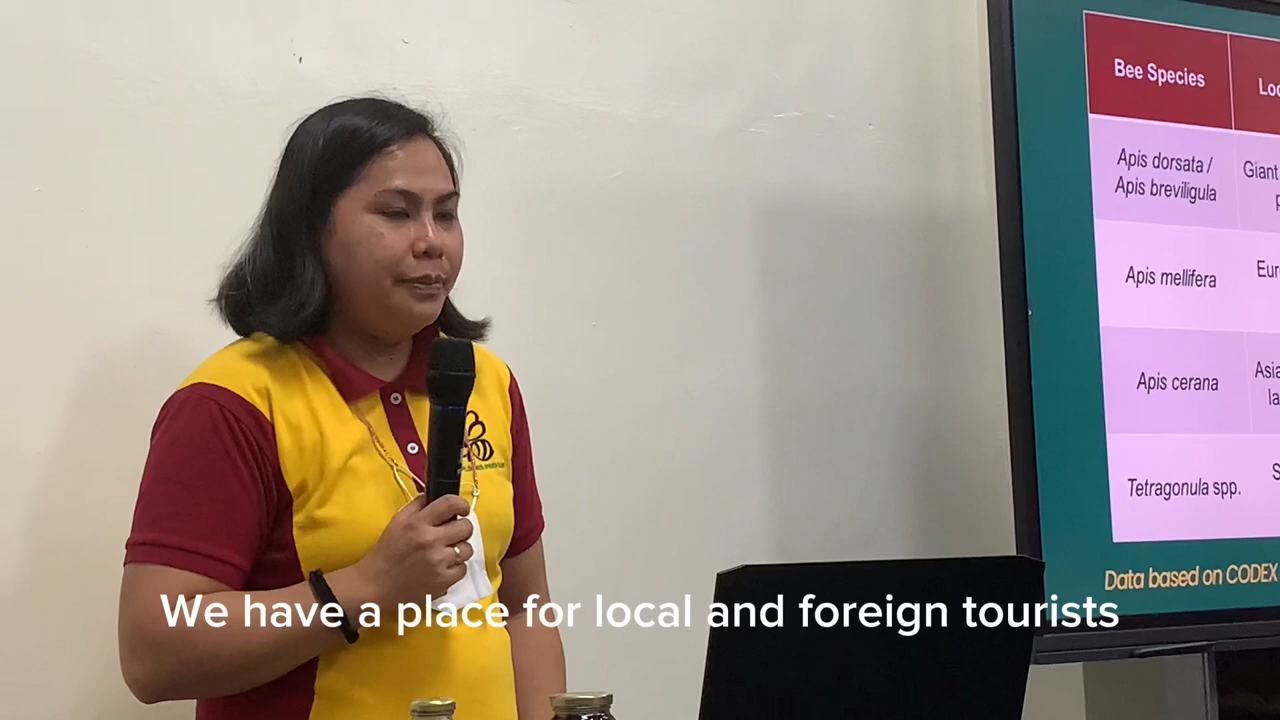 Bee Species
Apis dorsata /
Apis breviligula
Giant
Apis mellifera
Apis cerana
Tetragonula spp.
Data based on CODEX
We have a place for local and foreign tourists